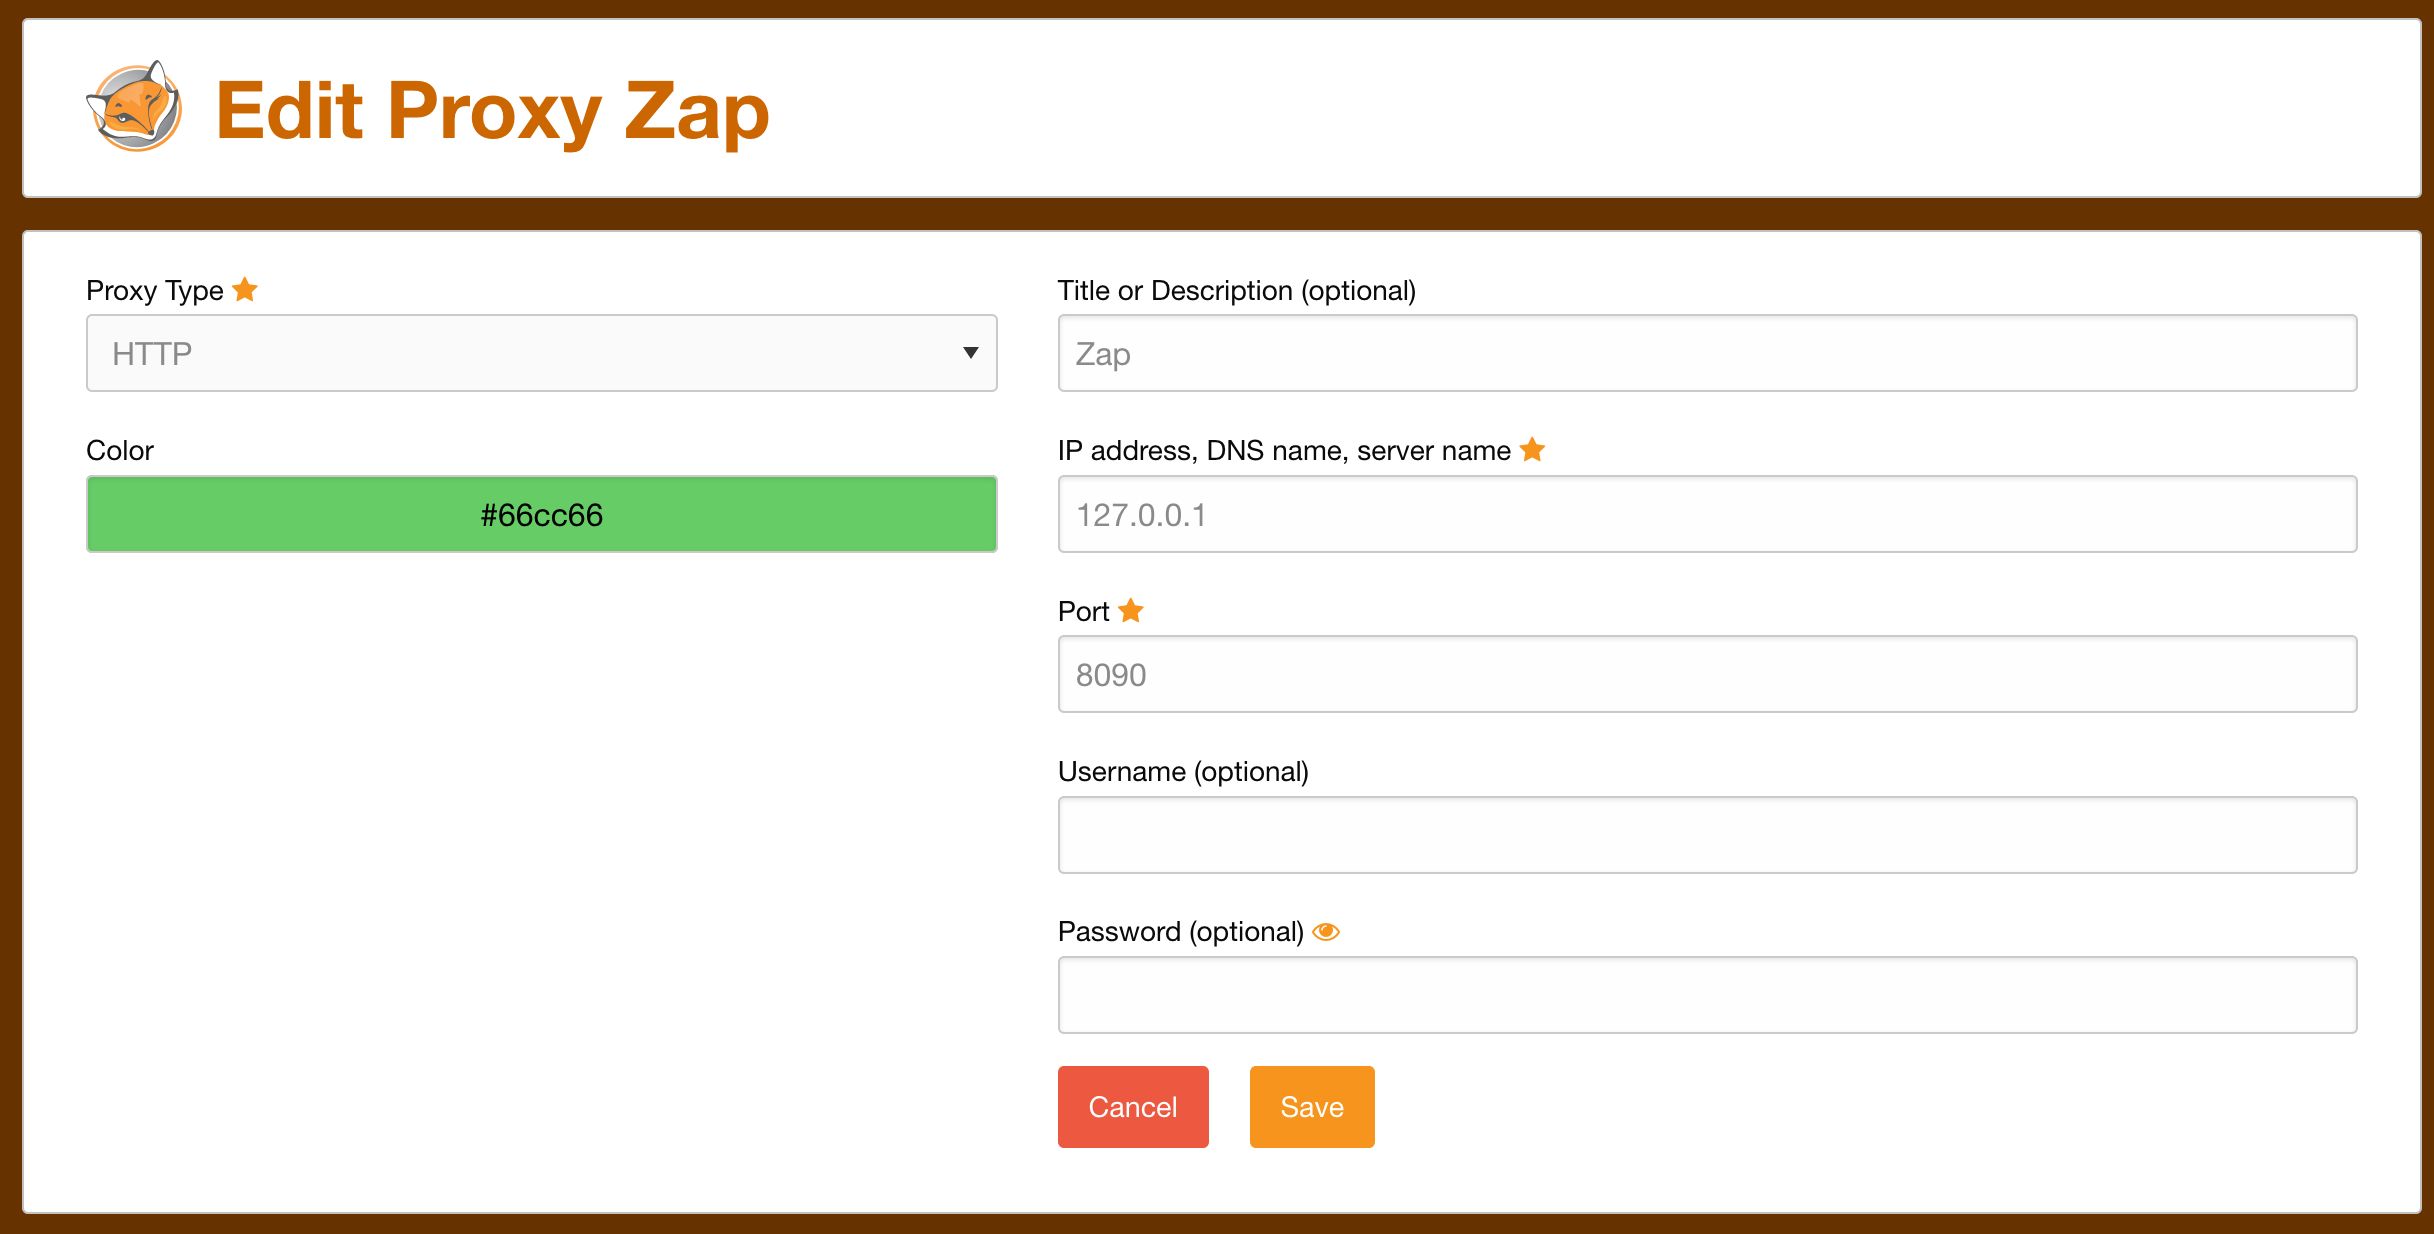 Edit Proxy Zap
Proxy Type
HTTP
Color
#66cc66
Title or Description (optional)
Zap
IP address, DNS name, server name
127.0.0.1
Port
8090
Username (optional)
Password (optional)
Cancel
Save